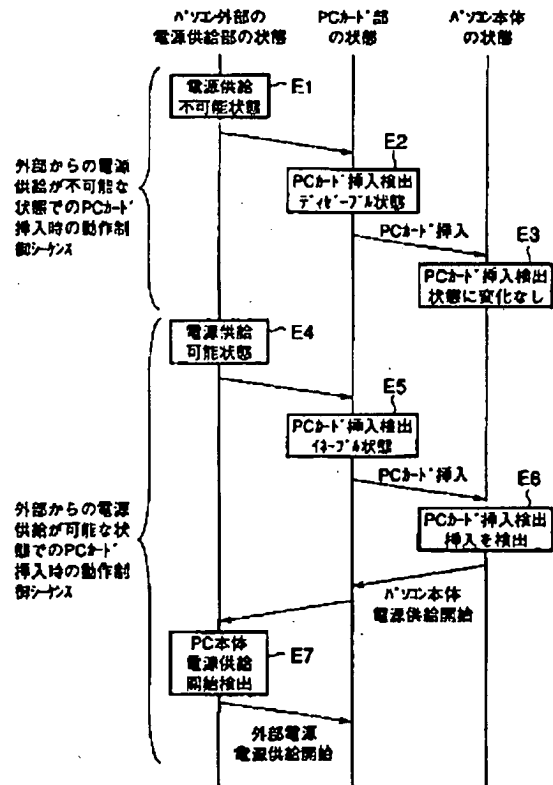 パソコン外部の
電源供給部の状態
PCカード部
の状態
パソコン本体
の状態
電源供給
不可能状態
E1
外部からの電源
供給が不可能な
状態でのPCカード
挿入時の動作制
御シーケンス
E2
PCカード挿入検出
ディセーブル状態
PCカード挿入
E3
PCカード挿入検出
状態に変化なし
電源供給
可能状態
E4
E5
PCカード挿入検出
イネーブル状態
PCカード挿入
E6
PCカード挿入検出
挿入を検出
外部からの電源
供給が可能な状
態でのPCカード
挿入時の動作制
御シーケンス
パソコン本体
電源供給開始
PC本体
電源供給
開始検出
E7
外部電源
電源供給開始